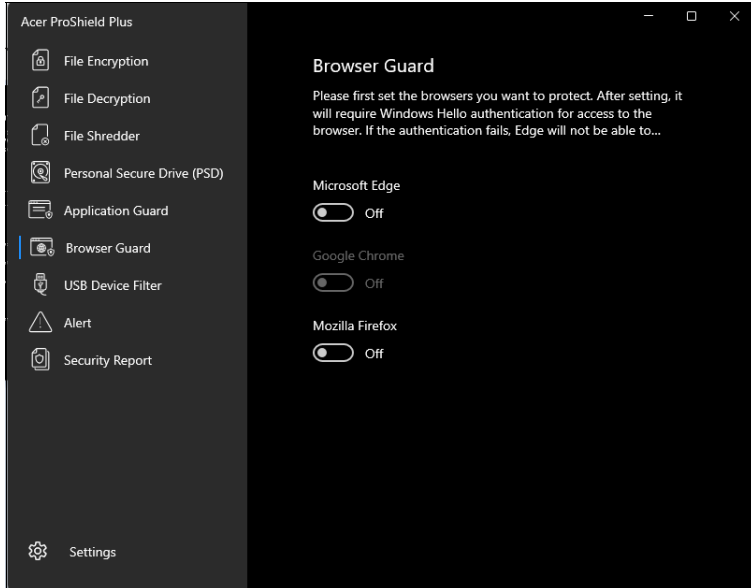 Acer ProShield Plus
File Encryption
File Decryption
File Shredder
Personal Secure Drive (PSD)
Application Guard
Browser Guard
USB Device Filter
Alert
Security Report
Settings
Browser Guard
Please first set the browsers you want to protect. After setting, it
will require Windows Hello authentication for access to the
browser. If the authentication fails, Edge will not be able to...
Microsoft Edge
Off
Google Chrome
Off
Mozilla Firefox
Off